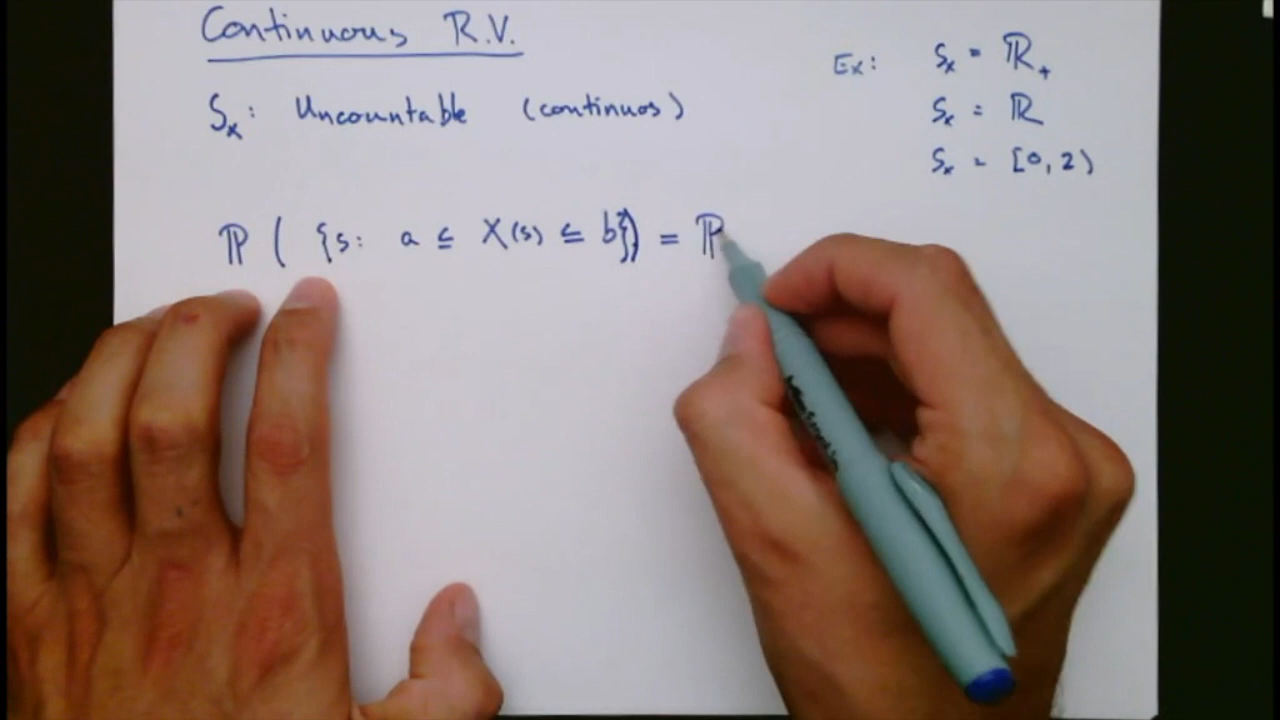 Continuous R.V.
Sₓ: Uncountable (continuos)
Ex: Sₓ = ℝ₊
Sₓ = ℝ
Sₓ = [0, 2)
ℙ ( {s: a ≤ X(s) ≤ b}) = ℙ